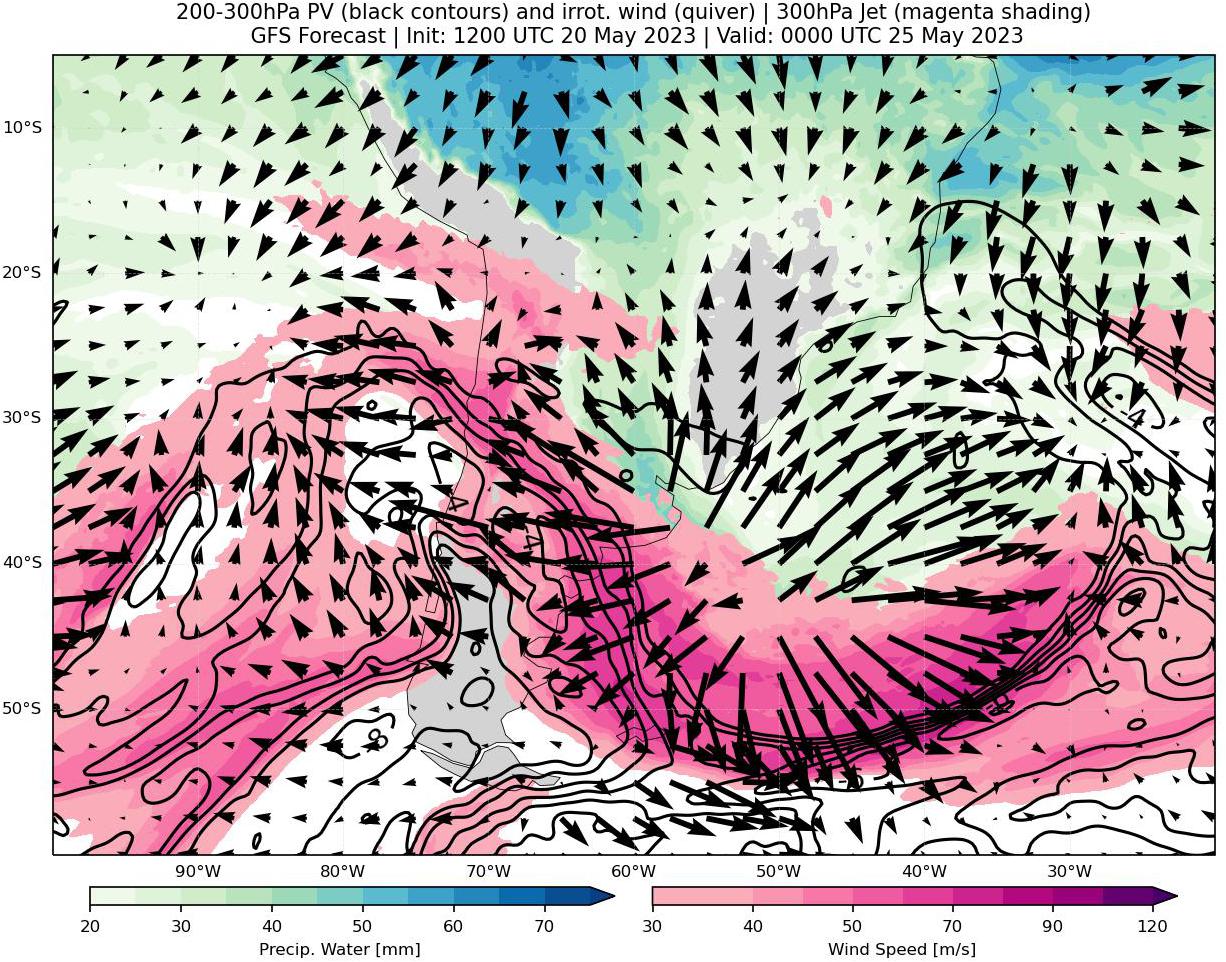 200-300hPa PV (black contours) and irrot. wind (quiver) | 300hPa Jet (magenta shading)
GFS Forecast | Init: 1200 UTC 20 May 2023 | Valid: 0000 UTC 25 May 2023
10°S
20°S
30°S
40°S
50°S
-4
90°W 80°W 70°W 60°W 50°W 40°W 30°W
20 30 40 50 60 70
30 40 50 70 90 120
Precip. Water [mm]
Wind Speed [m/s]